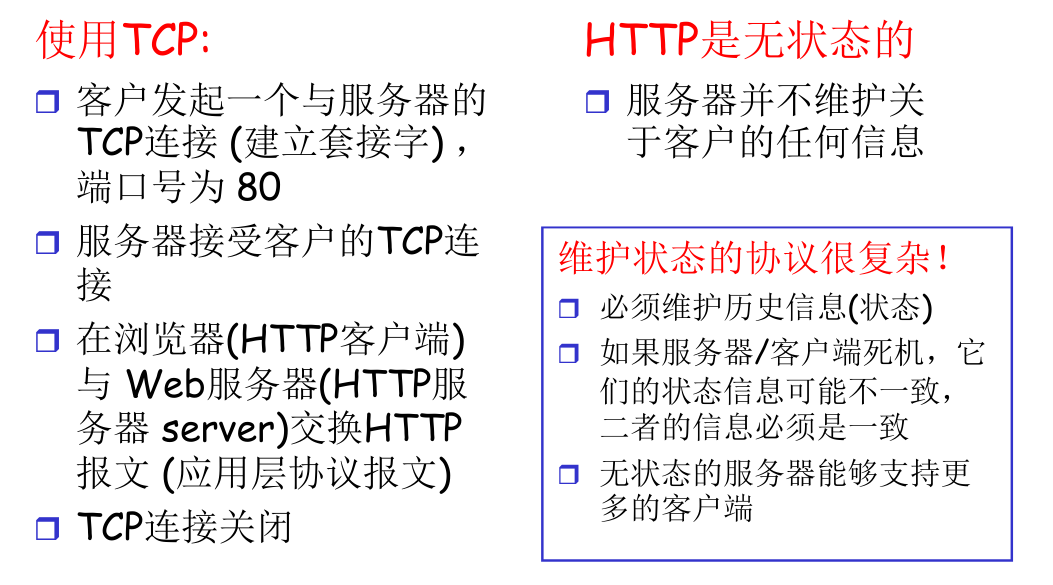 使用TCP:
客户发起一个与服务器的
TCP连接 (建立套接字) ，
端口号为 80
服务器接受客户的TCP连
接
在浏览器(HTTP客户端)
与 Web服务器(HTTP服
务器 server)交换HTTP
报文 (应用层协议报文)
TCP连接关闭
HTTP是无状态的
服务器并不维护关
于客户的任何信息
维护状态的协议很复杂！
必须维护历史信息(状态)
如果服务器/客户端死机，它
们的状态信息可能不一致，
二者的信息必须是一致
无状态的服务器能够支持更
多的客户端